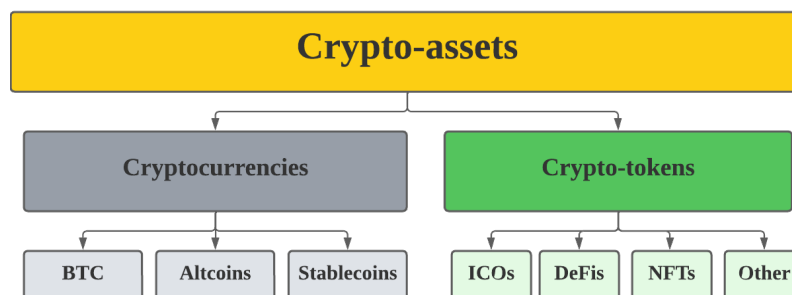 Crypto-assets
Cryptocurrencies
Crypto-tokens
BTC
Altcoins
Stablecoins
ICOs
DeFis
NFTs
Other